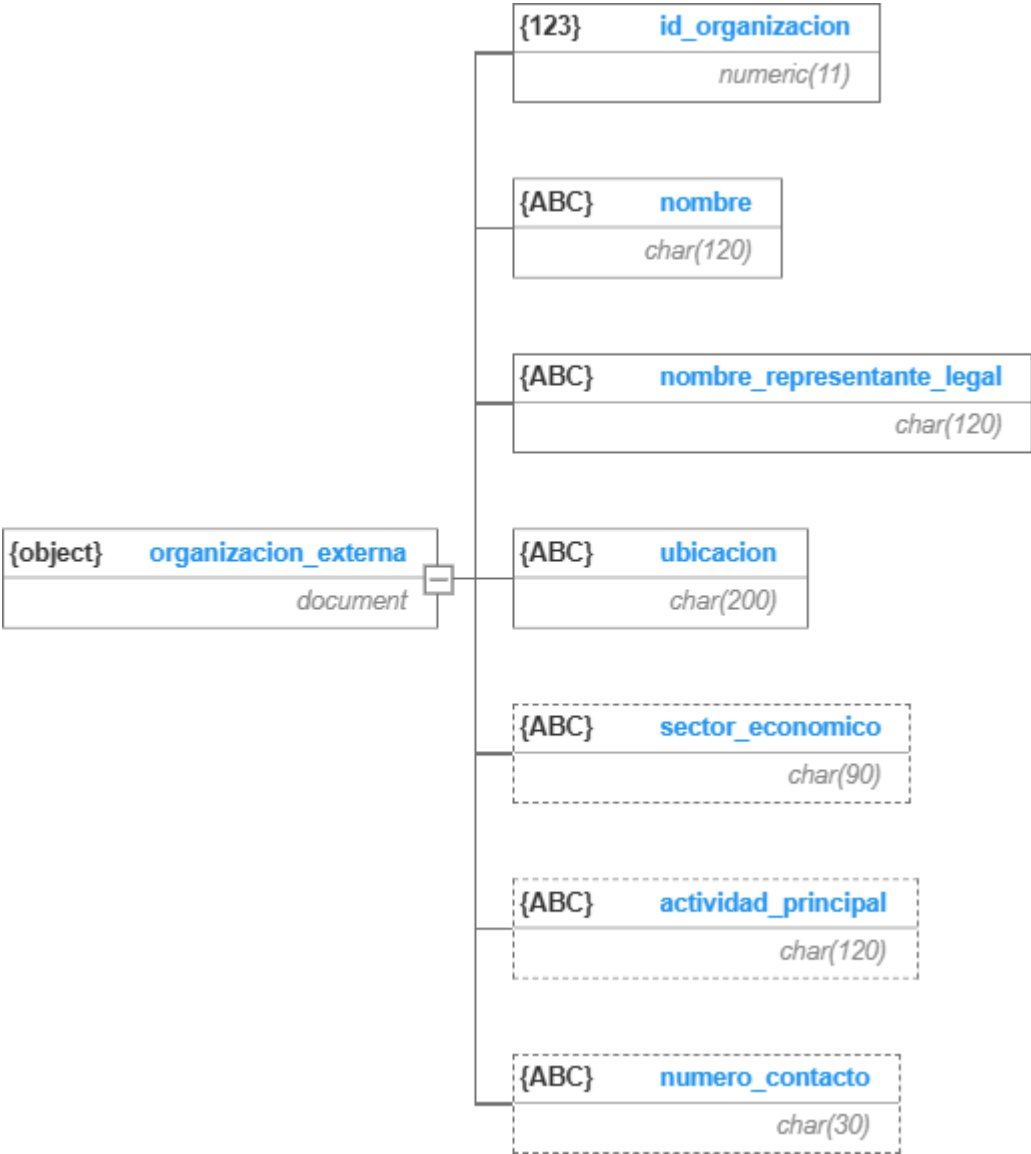 {123} id_organizacion
numeric(11)
{ABC} nombre
char(120)
{ABC} nombre_representante_legal
char(120)
{object} organizacion_externa
document
{ABC} ubicacion
char(200)
{ABC} sector_economico
char(90)
{ABC} actividad_principal
char(120)
{ABC} numero_contacto
char(30)